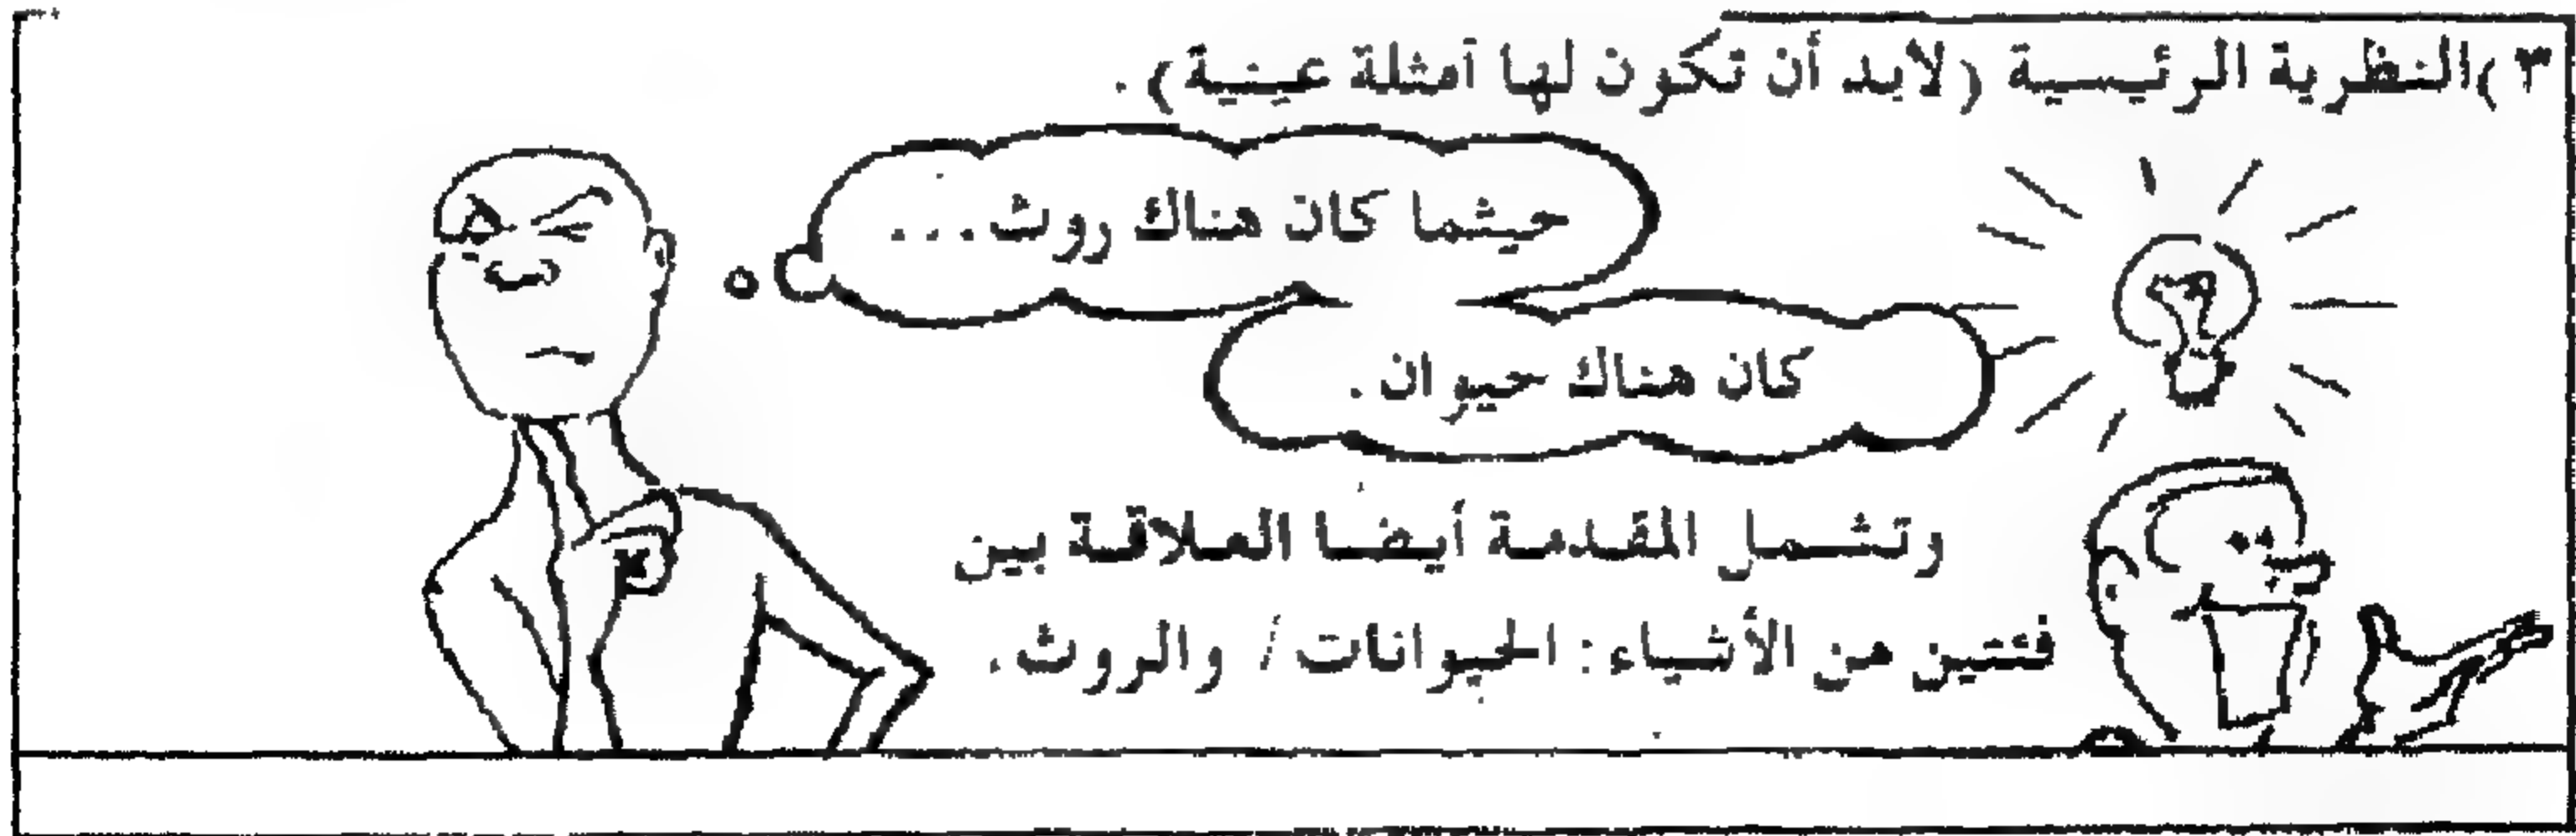 ٣) النظرية الرئيسية (لابد أن تكون لها أمثلة عينية).
حيثما كان هناك روث...
كان هناك حيوان.
وتشمل المقدمة أيضا العلاقة بين
فئتين من الأشياء: الحيوانات / والروث.